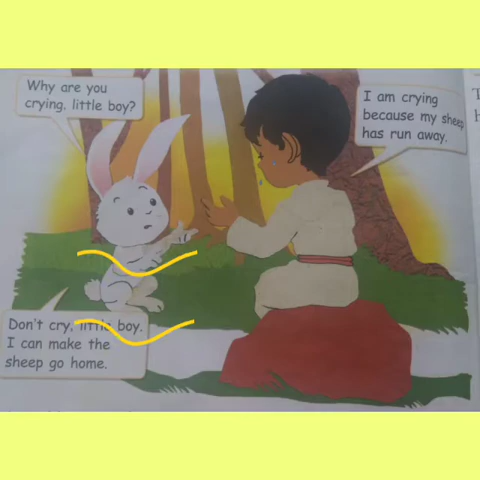 Why are you
crying, little boy?
I am crying
because my sheep
has run away.
Don't cry, little boy.
I can make the
sheep go home.